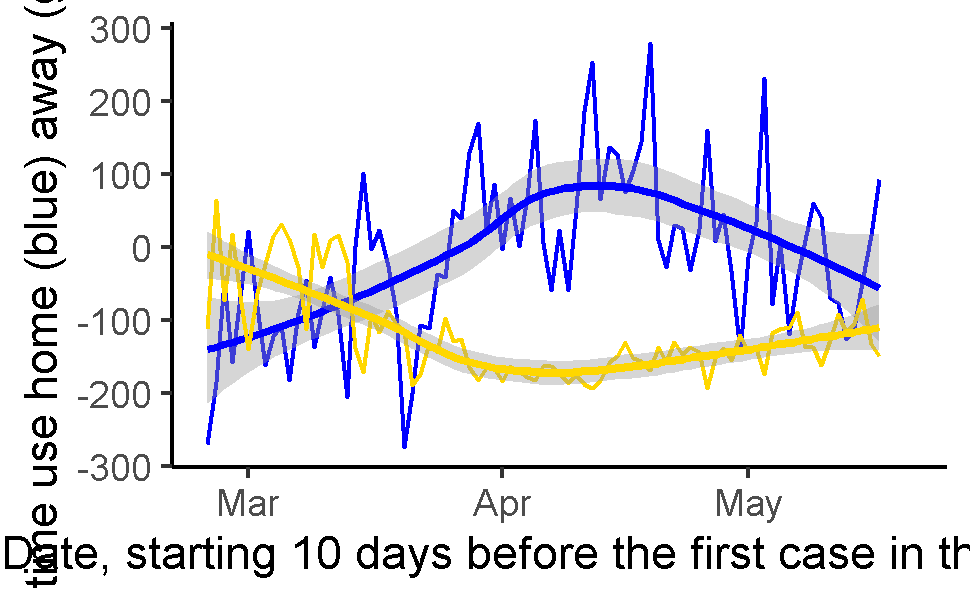 time use home (blue) away (
300
200
100
0
-100
-200
-300
Mar Apr May
Date, starting 10 days before the first case in th